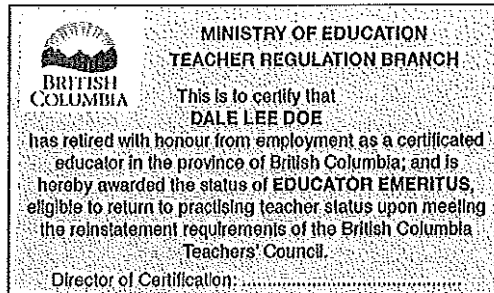 BRITISH
COLUMBIA
MINISTRY OF EDUCATION
TEACHER REGULATION BRANCH
This is to certify that
DALE LEE DOE
has retired with honour from employment as a certificated
educator in the province of British Columbia; and is
hereby awarded the status of EDUCATOR EMERITUS,
eligible to return to practising teacher status upon meeting
the reinstatement requirements of the British Columbia
Teachers' Council.
Director of Certification: ..........................................